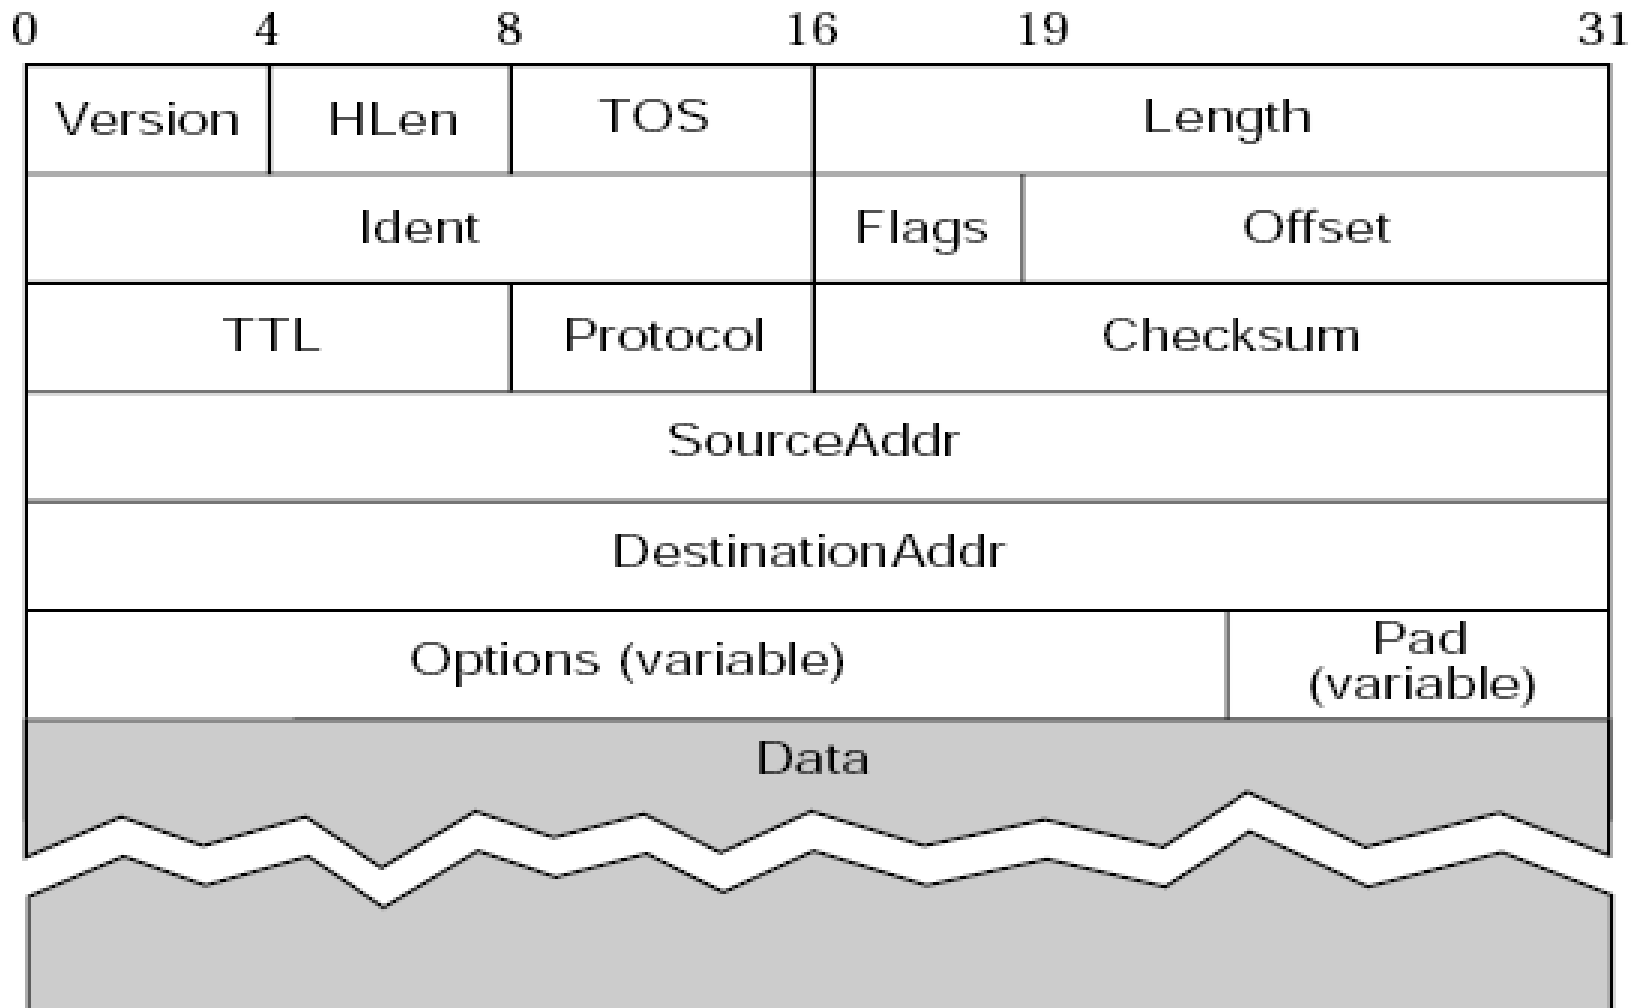 0 4 8 16 19 31
Version HLen TOS Length
Ident Flags Offset
TTL Protocol Checksum
SourceAddr
DestinationAddr
Options (variable) Pad
(variable)
Data